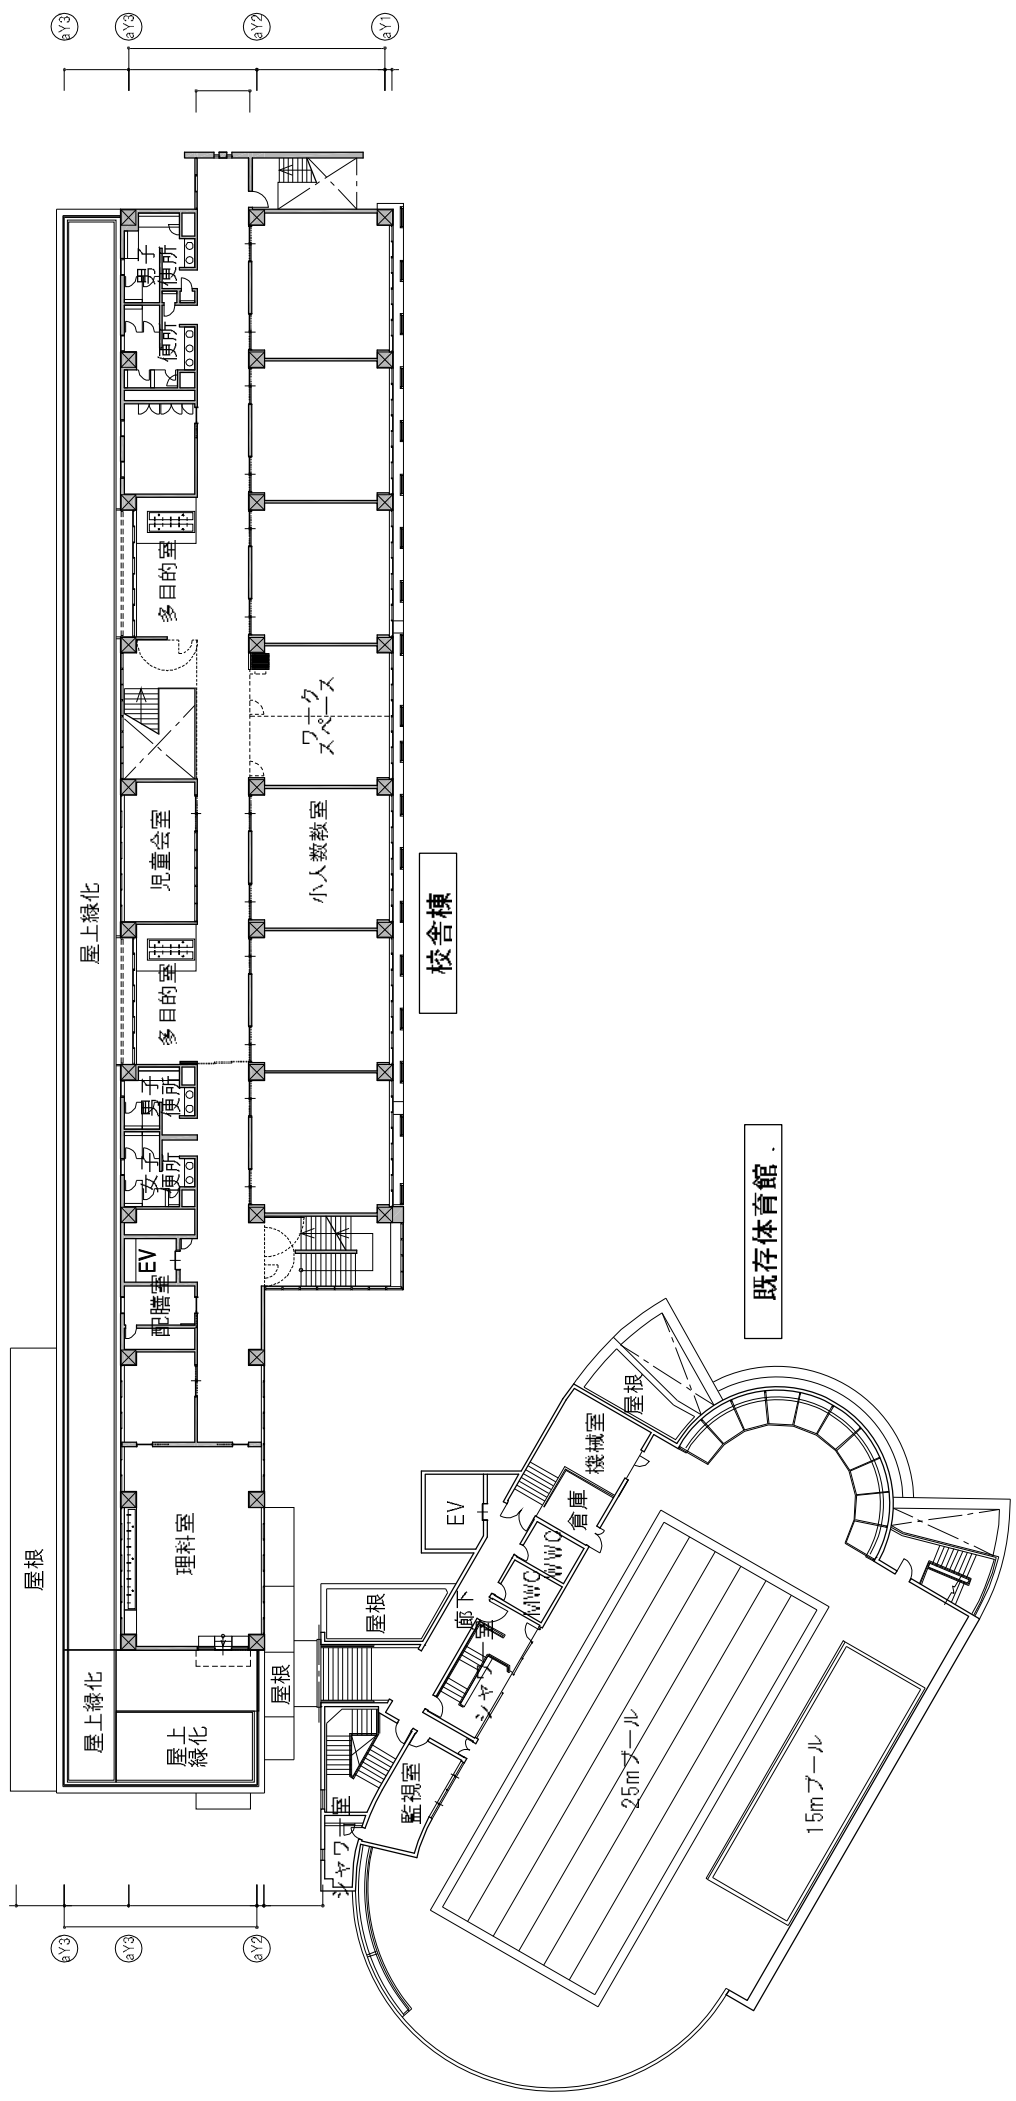 aY3
aY3
aY2
aY1
男子
便所
便所
多目的室
ワーク
スペース
児童会室
小人数教室
屋上緑化
校舎棟
多目的室
男子
便所
女子
便所
EV
配膳室
理科室
屋根
屋上緑化
屋上
緑化
屋根
aY3
aY3
aY2
既存体育館
屋根
機械室
倉庫
EV
WWC
MWC
廊下
屋根
シャワー室
監視室
シャワー室
25mプール
15mプール